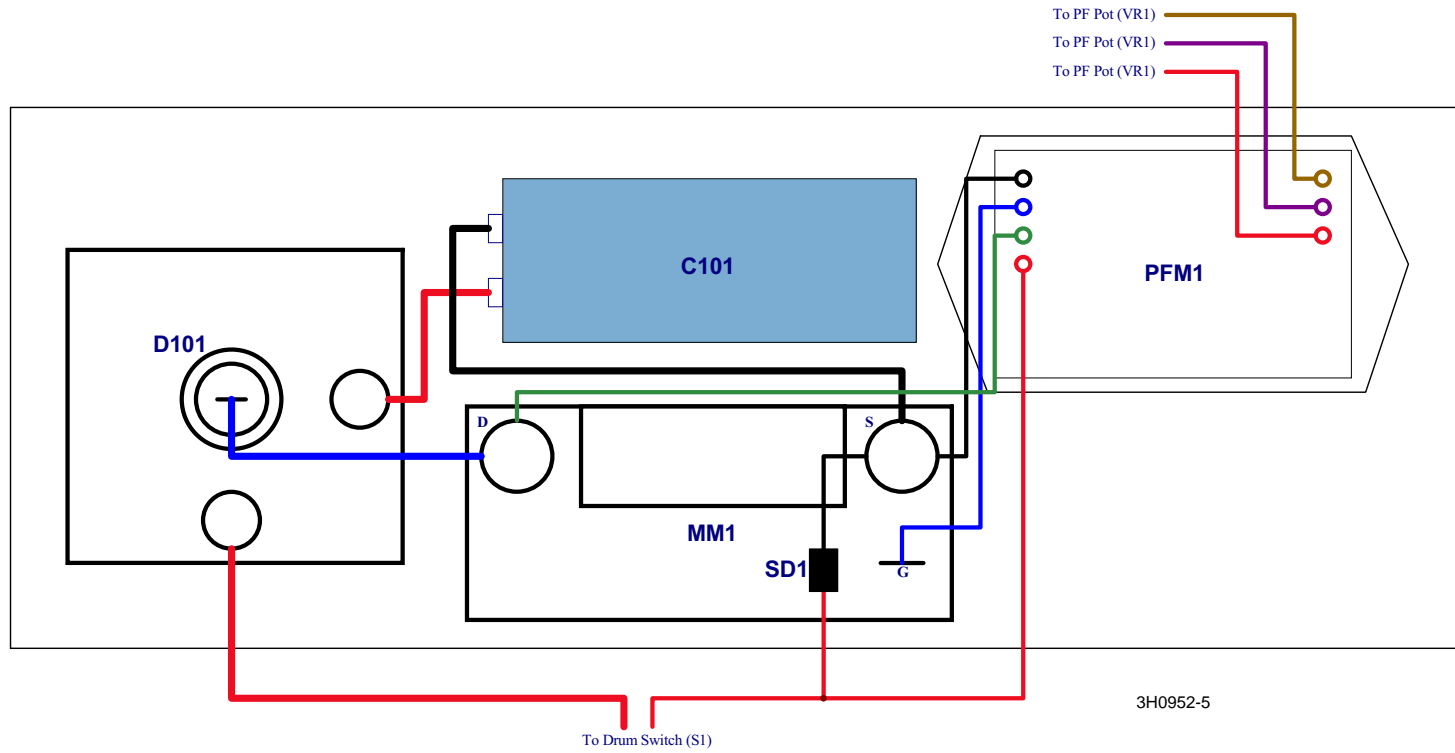 To PF Pot (VR1)
To PF Pot (VR1)
To PF Pot (VR1)
C101
PFM1
D101
D
S
MM1
SD1
G
3H0952-5
To Drum Switch (S1)